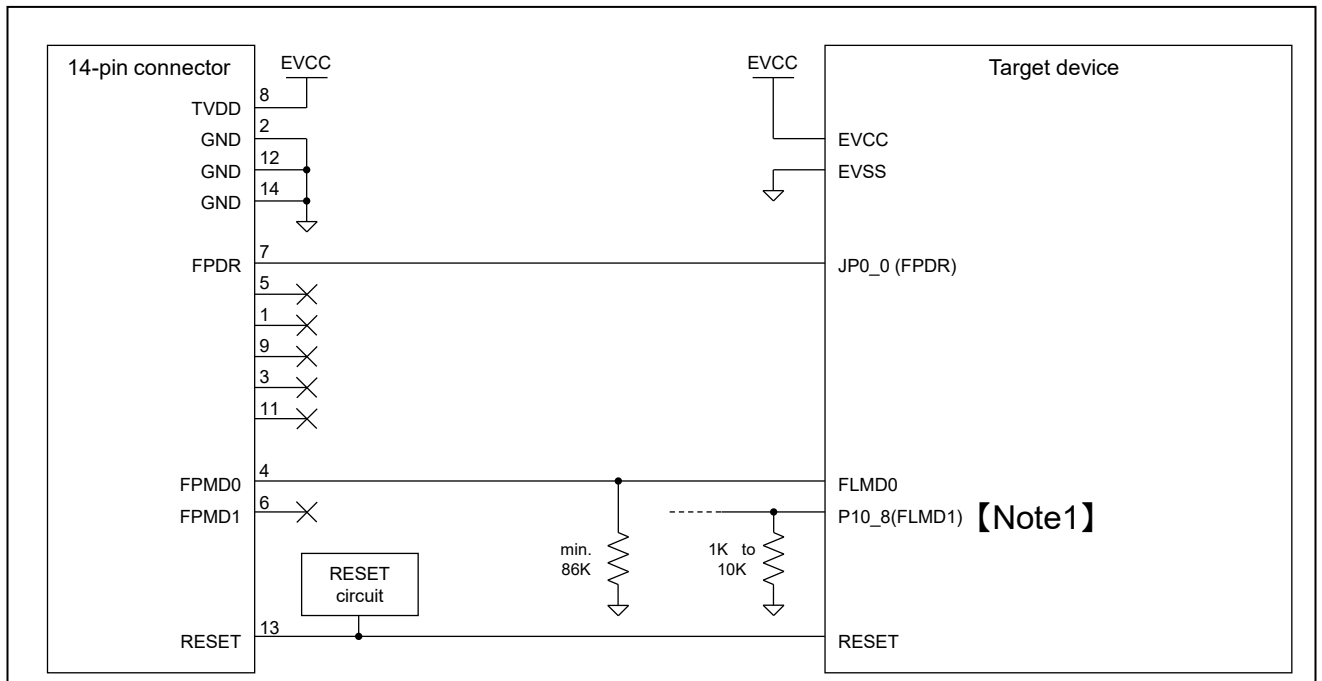 14-pin connector
EVCC
EVCC
Target device
TVDD
8
GND
2
EVCC
GND
12
EVSS
GND
14
FPDR
7
JP0_0 (FPDR)
5
1
9
3
11
FPMD0
4
FLMD0
FPMD1
6
P10_8(FLMD1)【Note1】
min.
86K
1K to
10K
RESET
circuit
RESET
13
RESET